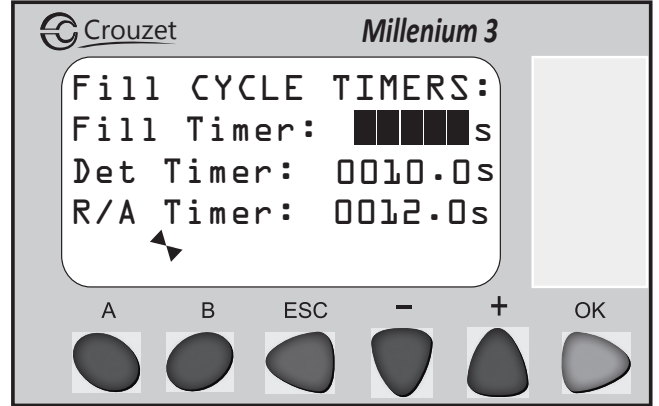 Crouzet Millenium 3
Fill CYCLE TIMERS:
Fill Timer: █████s
Det Timer: 0010.0s
R/A Timer: 0012.0s
A B ESC − + OK